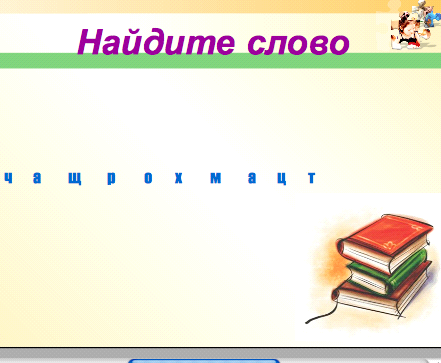 Найдите слово
ч а щ р о х м а ц т